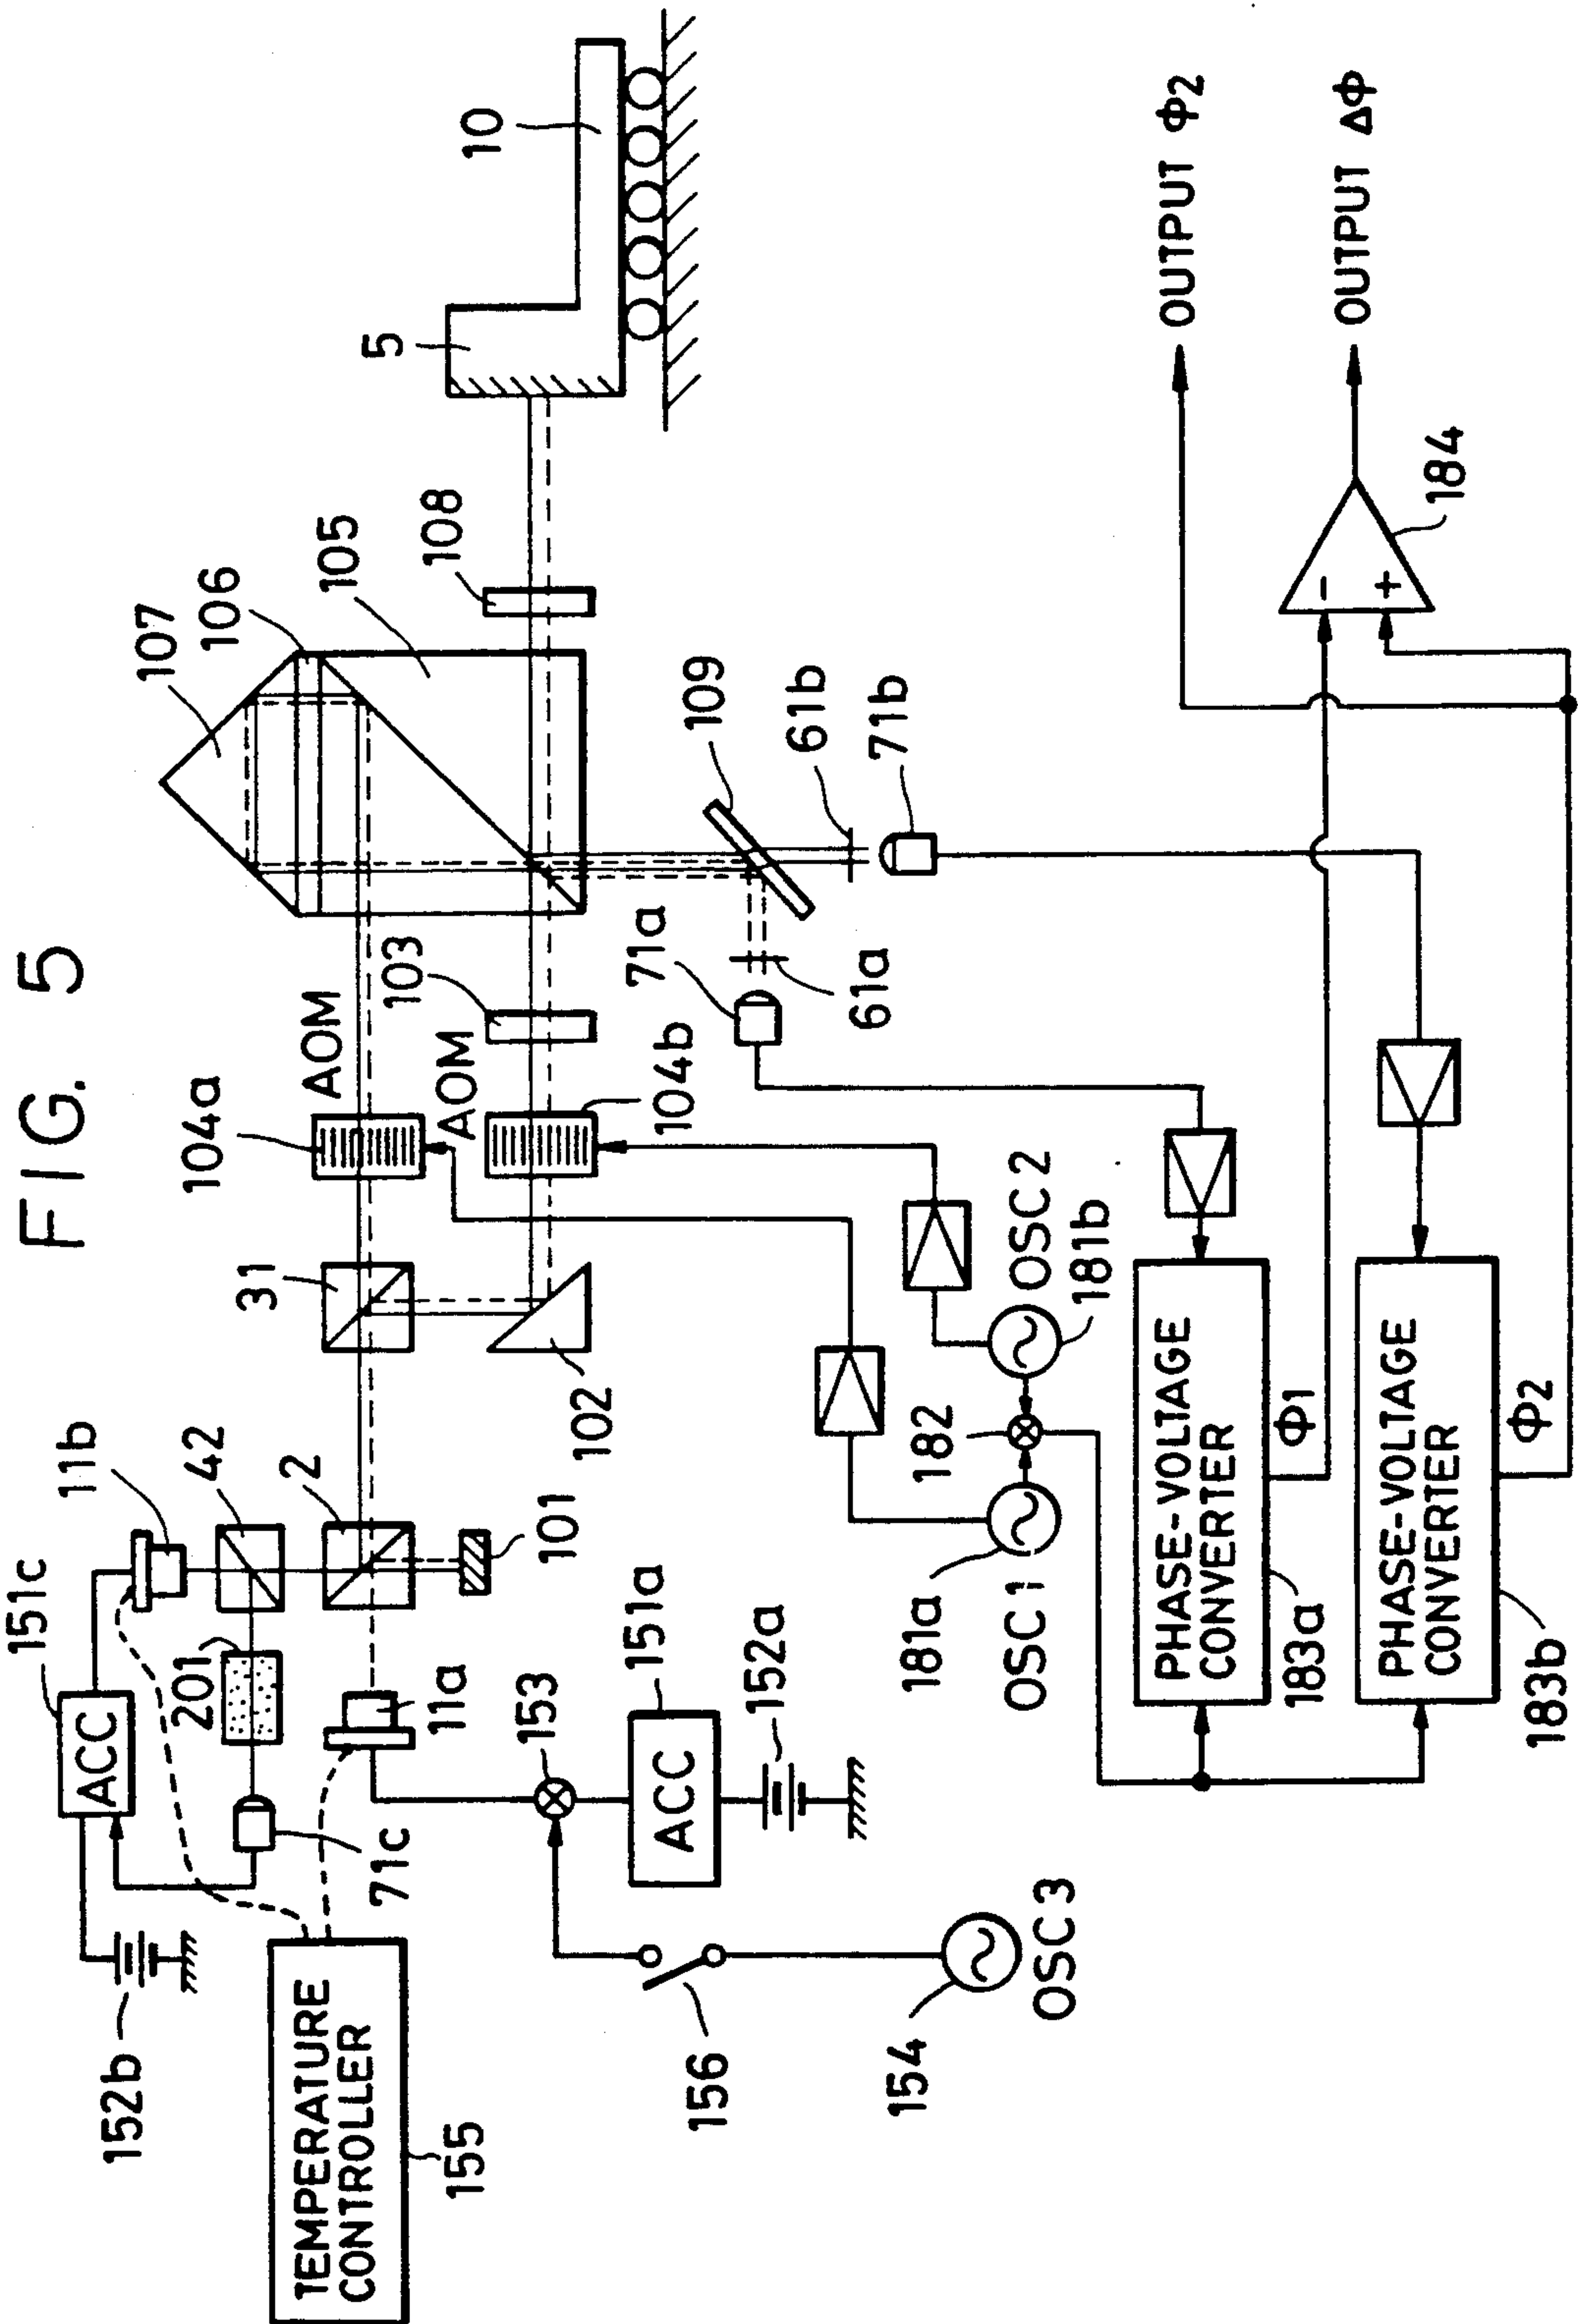 FIG. 5
TEMPERATURE
CONTROLLER
155
152b
151c
ACC
71c
201
11b
42
2
101
11a
153
ACC
151a
152a
156
154
OSC 3
31
102
104a
AOM
AOM
104b
103
107
106
105
108
5
10
109
61b
71b
71a
61a
181a
OSC 1
182
OSC 2
181b
PHASE-VOLTAGE
CONVERTER
183a
Φ1
PHASE-VOLTAGE
CONVERTER
183b
Φ2
-
+
184
OUTPUT Φ2
OUTPUT ΔΦ